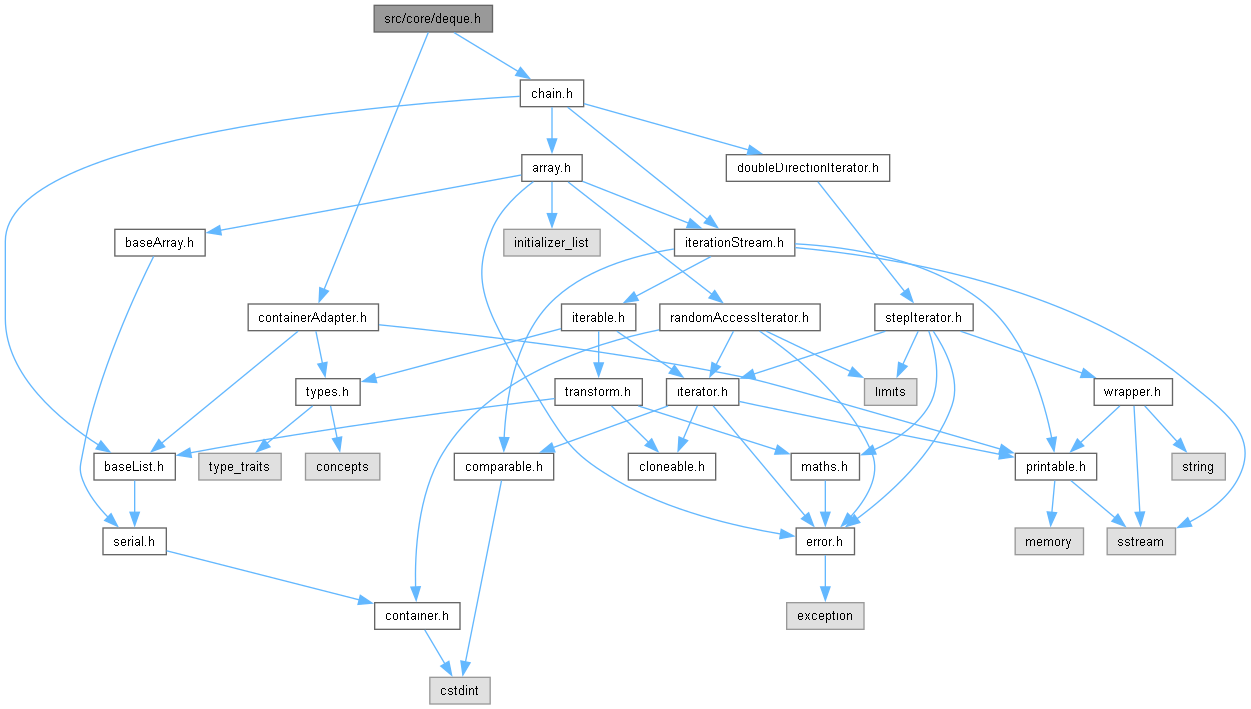 src/core/deque.h
chain.h
array.h
doubleDirectionIterator.h
baseArray.h
initializer_list
iterationStream.h
containerAdapter.h
iterable.h
randomAccessIterator.h
stepIterator.h
types.h
transform.h
iterator.h
limits
wrapper.h
baseList.h
type_traits
concepts
comparable.h
cloneable.h
maths.h
printable.h
string
serial.h
error.h
memory
sstream
container.h
exception
cstdint